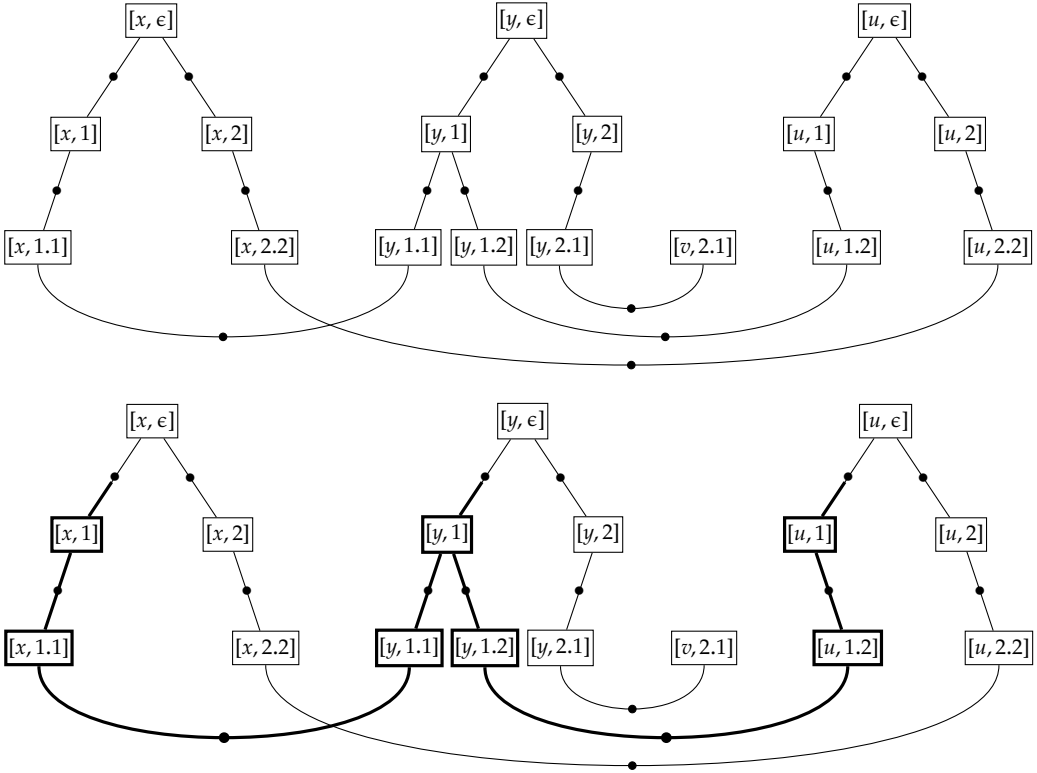 [x, ϵ] [y, ϵ] [u, ϵ]
[x, 1] [x, 2] [y, 1] [y, 2] [u, 1] [u, 2]
[x, 1.1] [x, 2.2] [y, 1.1] [y, 1.2] [y, 2.1] [v, 2.1] [u, 1.2] [u, 2.2]
[x, ϵ] [y, ϵ] [u, ϵ]
[x, 1] [x, 2] [y, 1] [y, 2] [u, 1] [u, 2]
[x, 1.1] [x, 2.2] [y, 1.1] [y, 1.2] [y, 2.1] [v, 2.1] [u, 1.2] [u, 2.2]